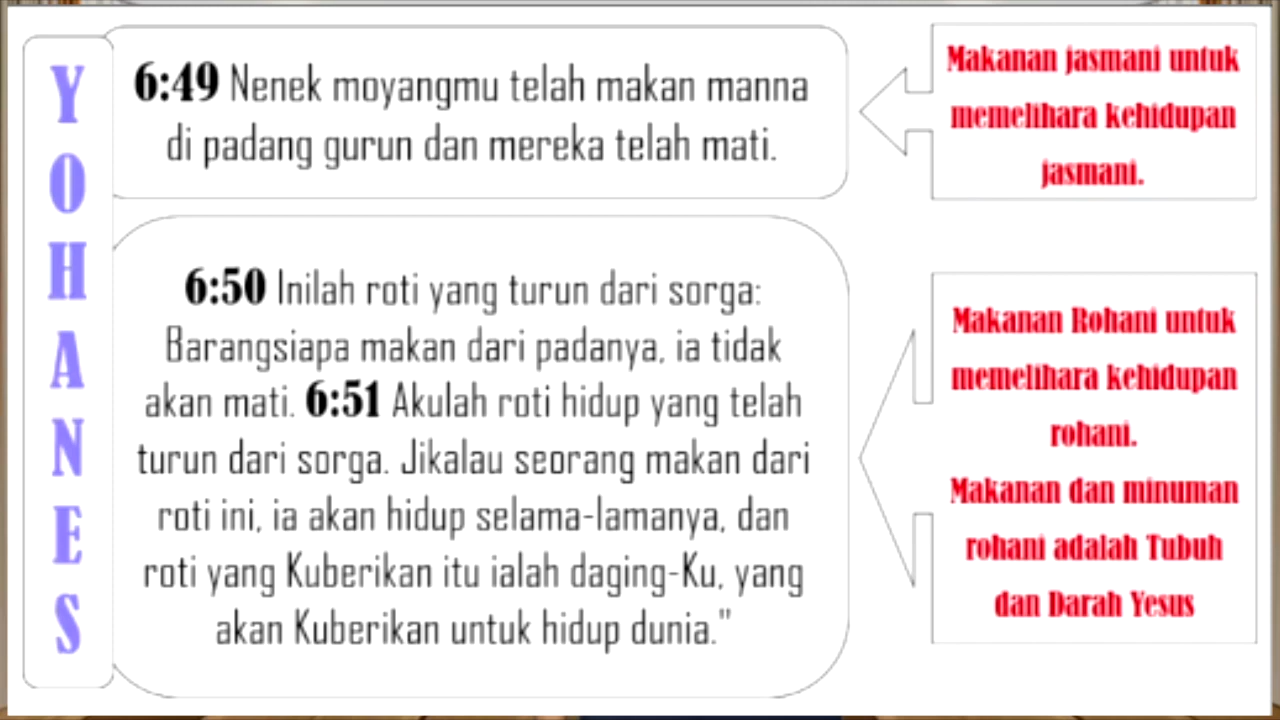 YOHANES
6:49 Nenek moyangmu telah makan manna
di padang gurun dan mereka telah mati.
Makanan jasmani untuk
memelihara kehidupan
jasmani.
6:50 Inilah roti yang turun dari sorga:
Barangsiapa makan dari padanya, ia tidak
akan mati. 6:51 Akulah roti hidup yang telah
turun dari sorga. Jikalau seorang makan dari
roti ini, ia akan hidup selama-lamanya, dan
roti yang Kuberikan itu ialah daging-Ku, yang
akan Kuberikan untuk hidup dunia."
Makanan Rohani untuk
memelihara kehidupan
rohani.
Makanan dan minuman
rohani adalah Tubuh
dan Darah Yesus